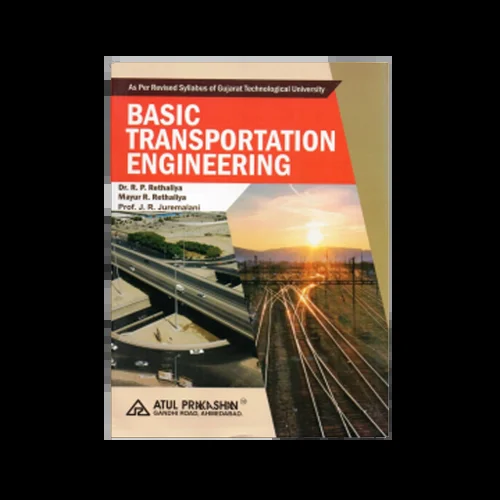 As Per Revised Syllabus of Gujarat Technological University
BASIC
TRANSPORTATION
ENGINEERING
Dr. R. P. Rethaliya
Mayur R. Rethaliya
Prof. J. R. Juremalani
ATUL PRAKASHAN
GANDHI ROAD, AHMEDABAD.